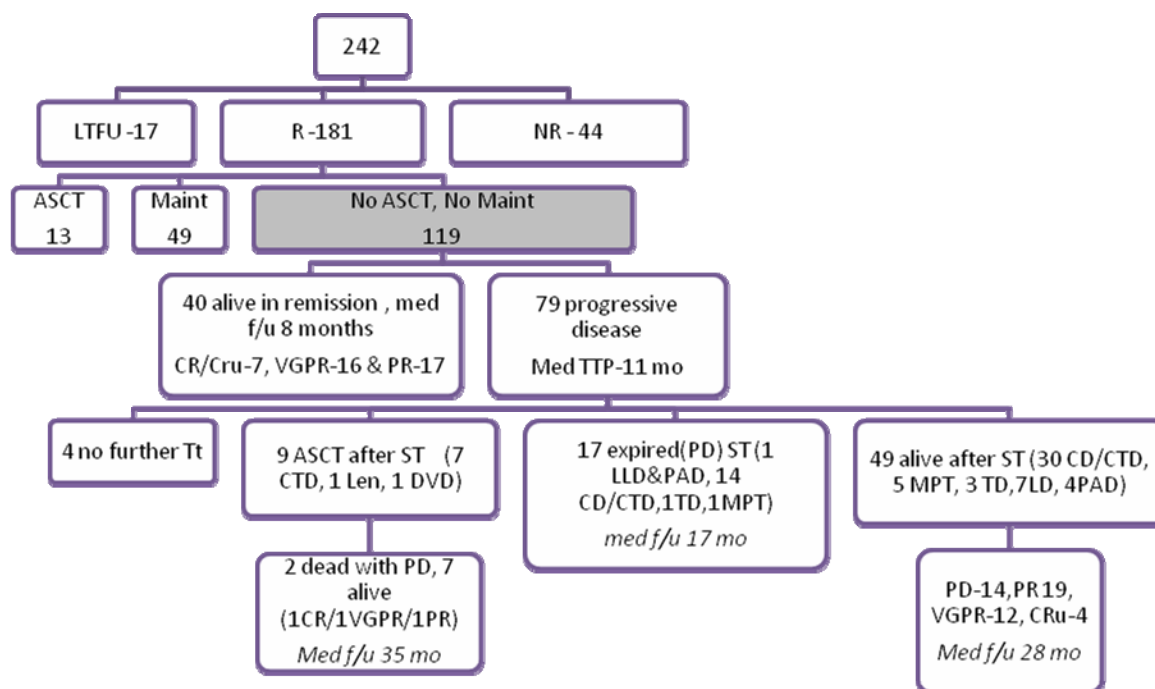 242
LTFU -17
R -181
NR - 44
ASCT
13
Maint
49
No ASCT, No Maint
119
40 alive in remission , med
f/u 8 months
CR/Cru-7, VGPR-16 & PR-17
79 progressive
disease
Med TTP-11 mo
4 no further Tt
9 ASCT after ST (7
CTD, 1 Len, 1 DVD)
17 expired(PD) ST(1
LLD&PAD, 14
CD/CTD,1TD,1MPT)
med f/u 17 mo
49 alive after ST (30 CD/CTD,
5 MPT, 3 TD,7LD, 4PAD)
2 dead with PD, 7
alive
(1CR/1VGPR/1PR)
Med f/u 35 mo
PD-14,PR 19,
VGPR-12, CRu-4
Med f/u 28 mo